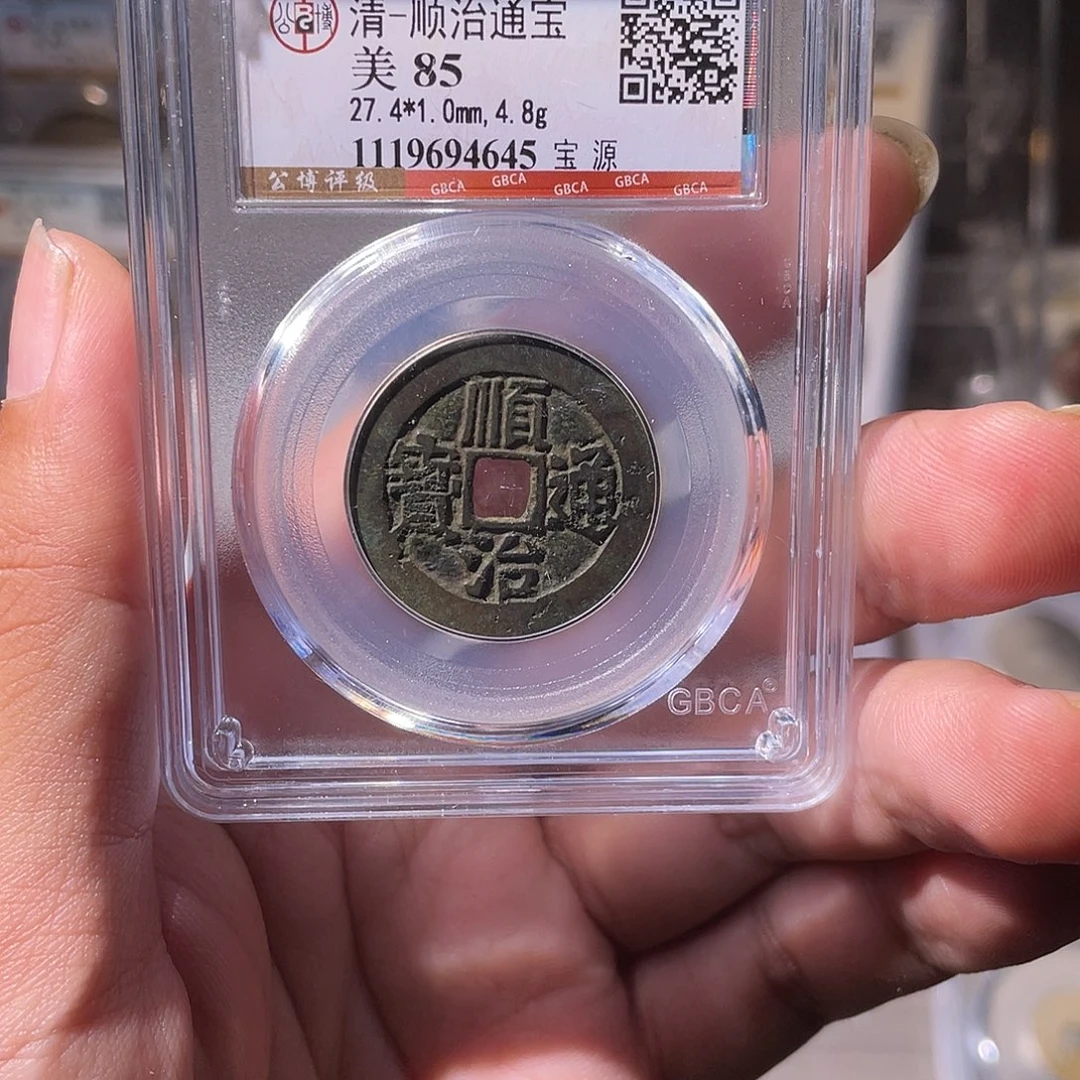 清-顺治通宝
美 85
27.4*1.0mm, 4.8g
1119694645 宝 源
公博评级 GBCA GBCA GBCA GBCA GBCA
順
寶 通
治
GBCA